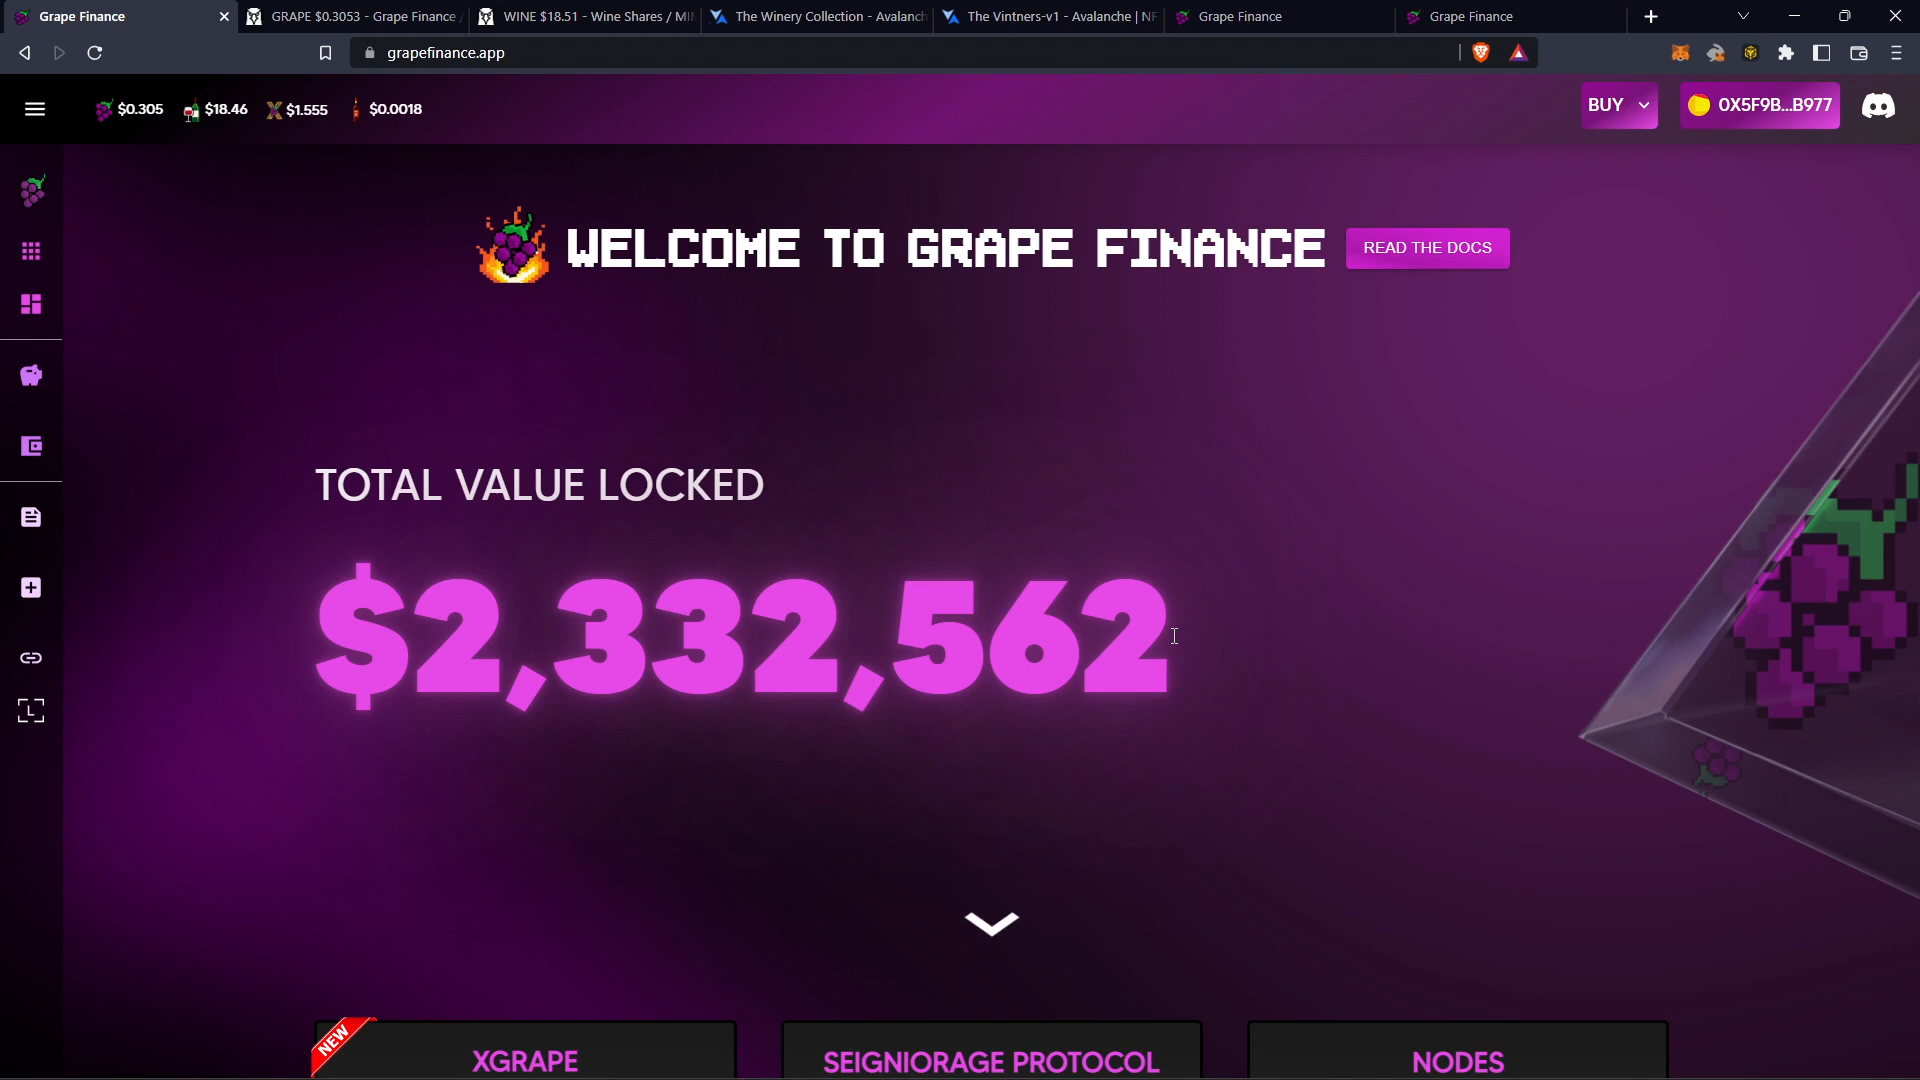 Grape Finance
GRAPE $0.3053 - Grape Finance /
WINE $18.51 - Wine Shares / MI
The Winery Collection - Avalanch
The Vintners-v1 - Avalanche | NF
Grape Finance
Grape Finance
grapefinance.app
$0.305
$18.46
$1.555
$0.0018
BUY
0X5F9B...B977
WELCOME TO GRAPE FINANCE
READ THE DOCS
TOTAL VALUE LOCKED
$2,332,562
NEW
XGRAPE
SEIGNIORAGE PROTOCOL
NODES